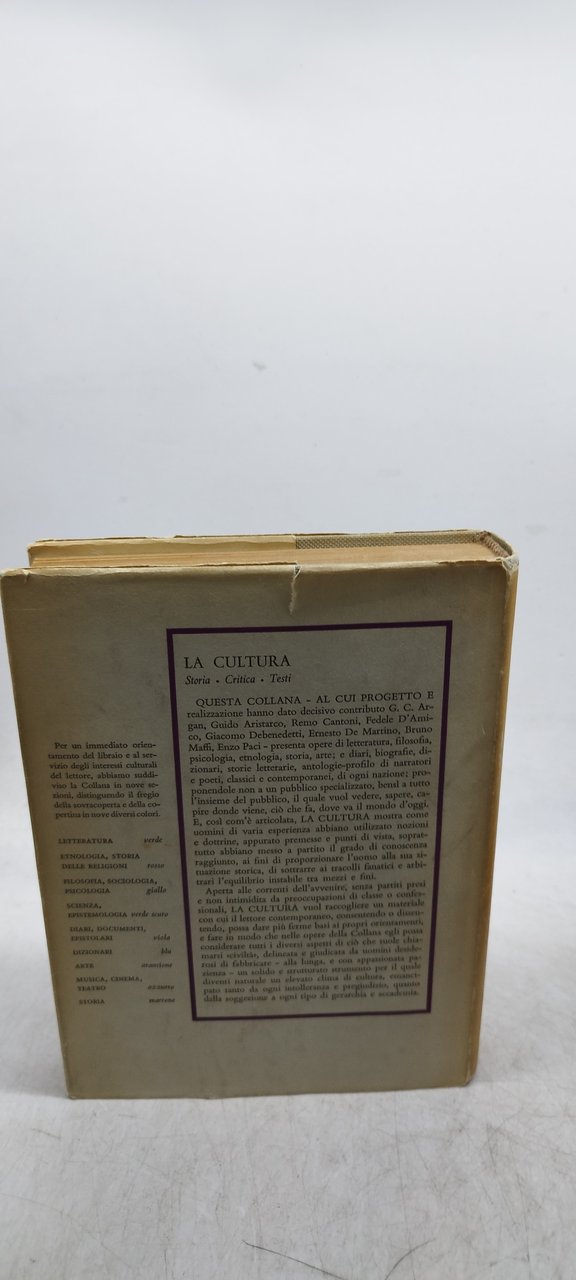 LA CULTURA
Storia • Critica • Testi
QUESTA COLLANA – AL CUI PROGETTO E
realizzazione hanno dato decisivo contributo G. C. Ar-
gan, Guido Aristarco, Remo Cantoni, Fedele D'Ami-
co, Giacomo Debenedetti, Ernesto De Martino, Bruno
Maffi, Enzo Paci – presenta opere di letteratura, filosofia,
psicologia, etnologia, storia, arte; e diari, biografie, di-
zionari, storie letterarie, antologie-profilo di narratori
e poeti, classici e contemporanei, di ogni nazione; pro-
ponendole non a un pubblico specializzato, bensì a tut-
t'insieme del pubblico, il quale vuol vedere, sapere, ca-
pire donde viene, ciò che fa, dove va il mondo d'oggi.
E, così com'è articolata, LA CULTURA mostra come
uomini di varia esperienza abbiano utilizzato nozioni
e dottrine, appurato premesse e punti di vista, soprat-
tutto abbiano messo a partito il grado di conoscenza
raggiunto, ai fini di proporzionare l'uomo alla sua si-
tuazione storica, di sottrarre ai tracolli fanatici e arbi-
trari l'equilibrio instabile tra mezzi e fini.
Aperta alle correnti dell'avvenire, senza partiti presi
e non intimidita da preoccupazioni di classe o confes-
sionali, LA CULTURA vuol raccogliere un materiale
con cui il lettore contemporaneo, consentendo o dissen-
tendo, possa dare più ferme basi ai propri orientamenti,
e fare in modo che nelle opere della Collana egli possa
considerare tutti i diversi aspetti di ciò che suole chia-
marsi sciviltà, delineata e giudicata da uomini deside-
rosi di fabbricare – alla lunga, e con appassionata pa-
zienza – un solido e strutturato strumento per il quale
diventi naturale un elevato clima di cultura, emanci-
pato tanto da ogni intolleranza e pregiudizio, quanto
dalla soggezione a ogni tipo di gerarchia e accademia.
Per un immediato orien-
tamento del libraio e al ser-
vizio degli interessi culturali
del lettore, abbiamo suddi-
viso la Collana in nove se-
zioni, distinguendo il fregio
della sovraccoperta e della co-
pertina in nove diversi colori.
LETTERATURA verde
ETNOLOGIA, STORIA
DELLE RELIGIONI rosso
FILOSOFIA, SOCIOLOGIA,
PSICOLOGIA giallo
SCIENZA,
EPISTEMOLOGIA verde scuro
DIARI, DOCUMENTI,
EPISTOLARI viola
DIZIONARI blu
ARTE arancione
MUSICA, CINEMA,
TEATRO azzurro
STORIA marrone